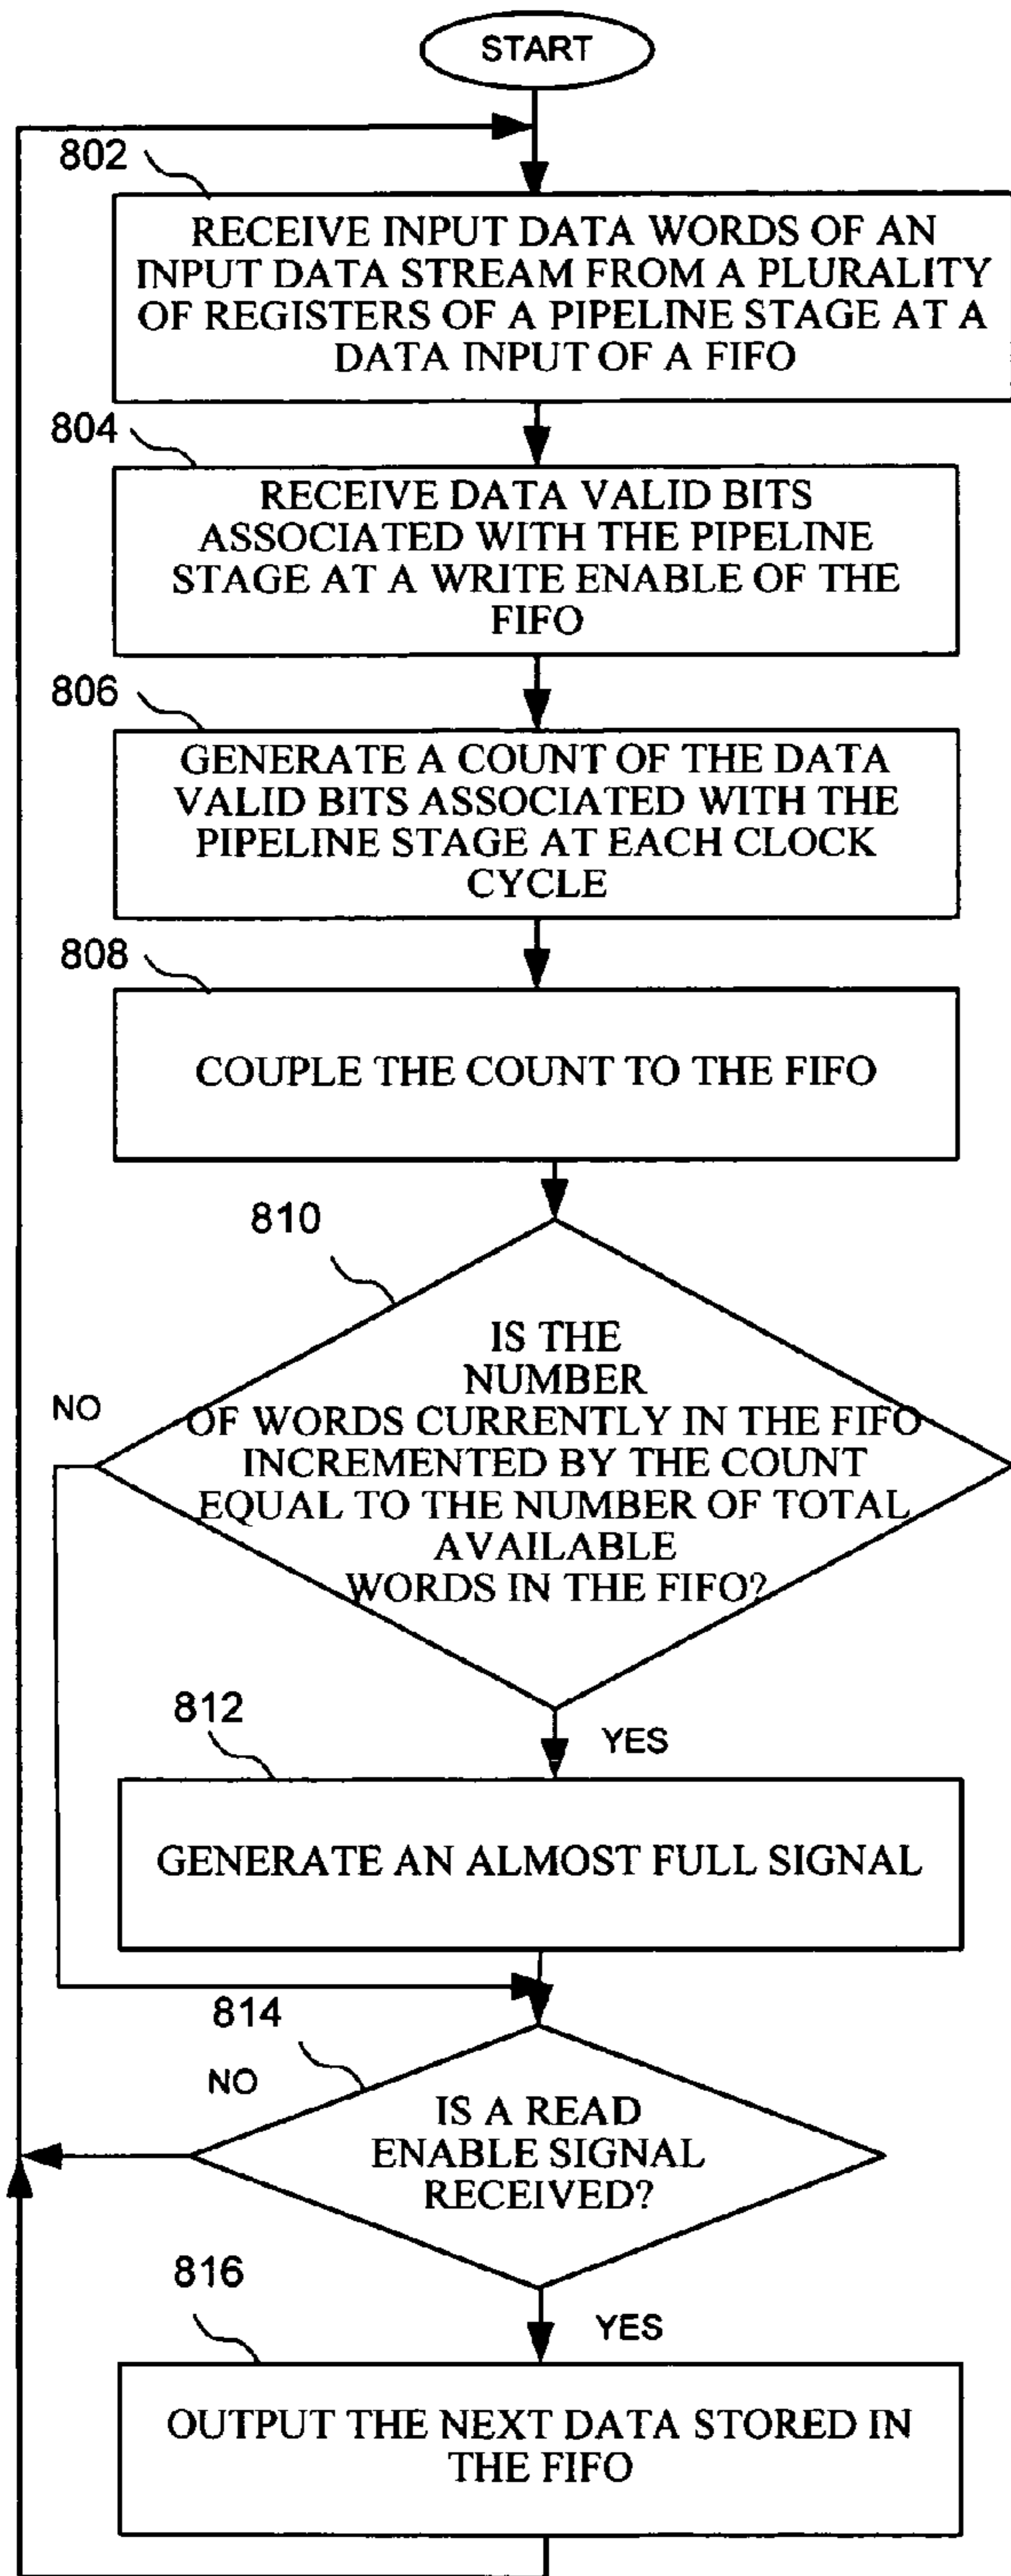 START
802
RECEIVE INPUT DATA WORDS OF AN
INPUT DATA STREAM FROM A PLURALITY
OF REGISTERS OF A PIPELINE STAGE AT A
DATA INPUT OF A FIFO
804
RECEIVE DATA VALID BITS
ASSOCIATED WITH THE PIPELINE
STAGE AT A WRITE ENABLE OF THE
FIFO
806
GENERATE A COUNT OF THE DATA
VALID BITS ASSOCIATED WITH THE
PIPELINE STAGE AT EACH CLOCK
CYCLE
808
COUPLE THE COUNT TO THE FIFO
810
IS THE
NUMBER
NO
OF WORDS CURRENTLY IN THE FIFO
INCREMENTED BY THE COUNT
EQUAL TO THE NUMBER OF TOTAL
AVAILABLE
WORDS IN THE FIFO?
812
YES
GENERATE AN ALMOST FULL SIGNAL
814
NO
IS A READ
ENABLE SIGNAL
RECEIVED?
816
YES
OUTPUT THE NEXT DATA STORED IN
THE FIFO